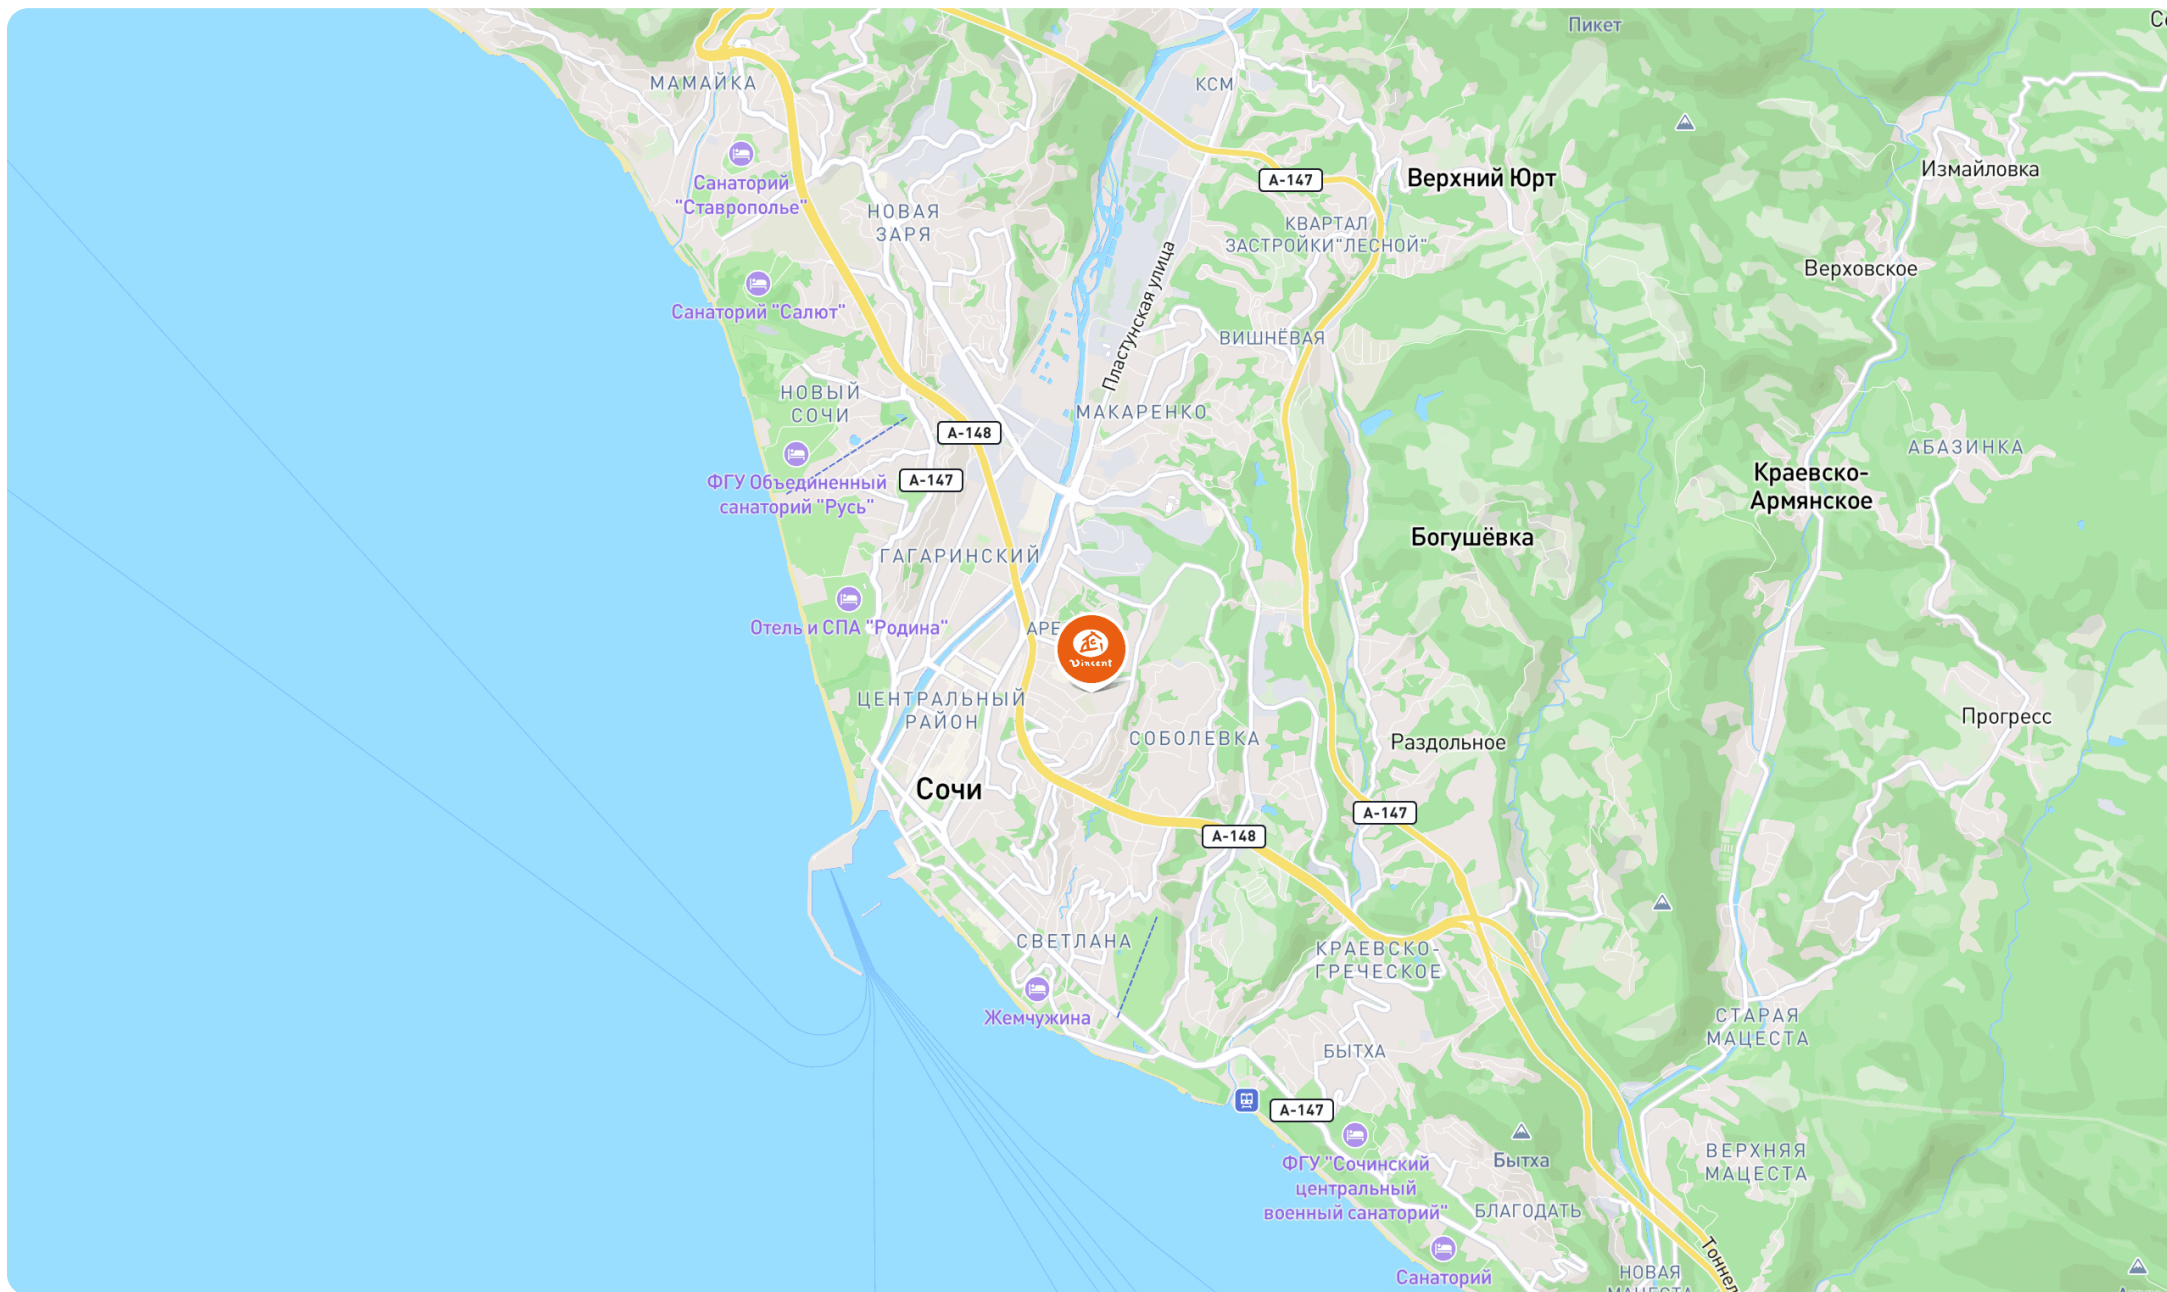 Пикет
МАМАЙКА
КСМ
Санаторий
"Ставрополье"
А-147
Верхний Юрт
Измайловка
НОВАЯ
ЗАРЯ
КВАРТАЛ
ЗАСТРОЙКИ"ЛЕСНОЙ"
Верховское
Санаторий "Салют"
Пластунская улица
ВИШНЁВАЯ
НОВЫЙ
СОЧИ
МАКАРЕНКО
А-148
АБАЗИНКА
ФГУ Объединенный
санаторий "Русь"
А-147
Краевско-
Армянское
Богушёвка
ГАГАРИНСКИЙ
Отель и СПА "Родина"
АРЕ
Vincent
ЦЕНТРАЛЬНЫЙ
РАЙОН
СОБОЛЕВКА
Раздольное
Прогресс
Сочи
А-147
А-148
СВЕТЛАНА
КРАЕВСКО-
ГРЕЧЕСКОЕ
Жемчужина
СТАРАЯ
МАЦЕСТА
БЫТХА
А-147
ФГУ "Сочинский
центральный
военный санаторий"
Бытха
ВЕРХНЯЯ
МАЦЕСТА
БЛАГОДАТЬ
Санаторий
НОВАЯ
МАЦЕСТА
Тоннел